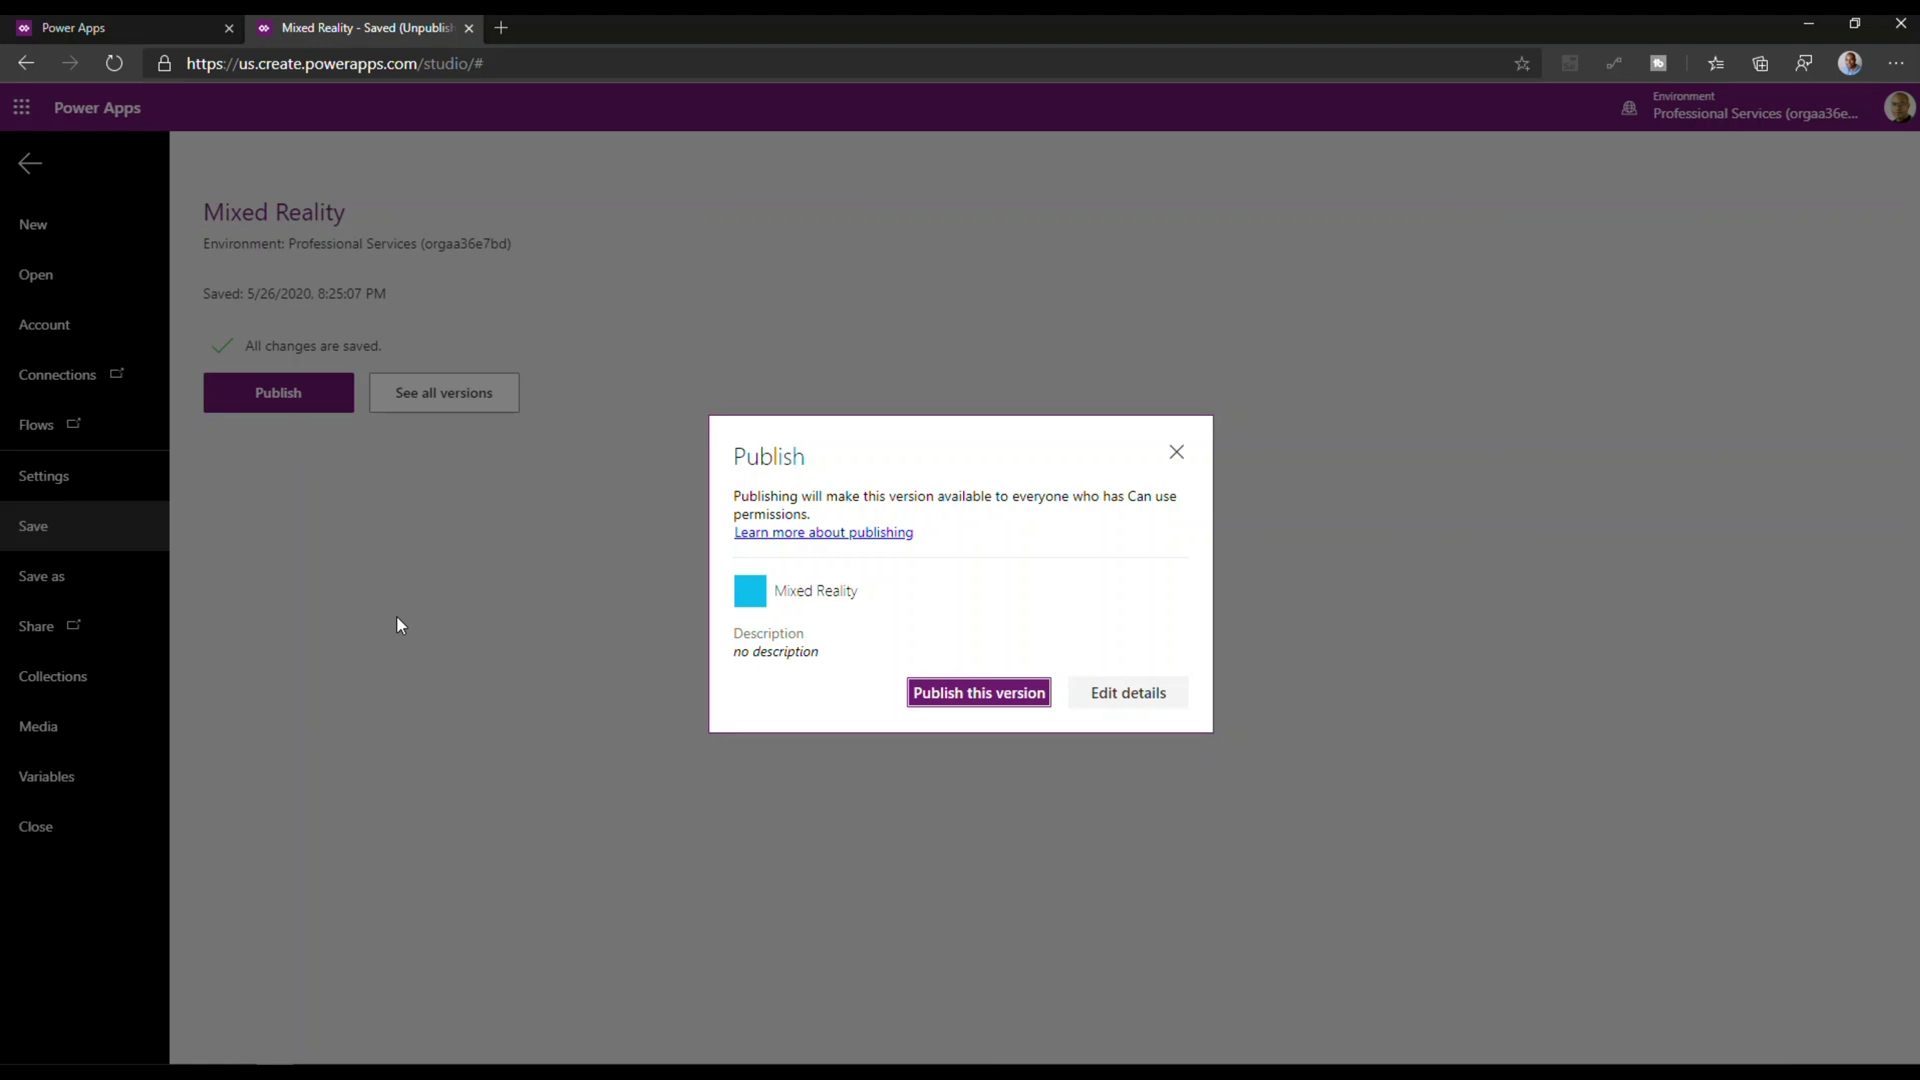 Power Apps
Mixed Reality - Saved (Unpublish
https://us.create.powerapps.com/studio/#
Power Apps
Environment
Professional Services (orgaa36e...
New
Open
Account
Connections
Flows
Settings
Save
Save as
Share
Collections
Media
Variables
Close
Mixed Reality
Environment: Professional Services (orgaa36e7bd)
Saved: 5/26/2020, 8:25:07 PM
All changes are saved.
Publish
See all versions
Publish
Publishing will make this version available to everyone who has Can use
permissions.
Learn more about publishing
Mixed Reality
Description
no description
Publish this version
Edit details